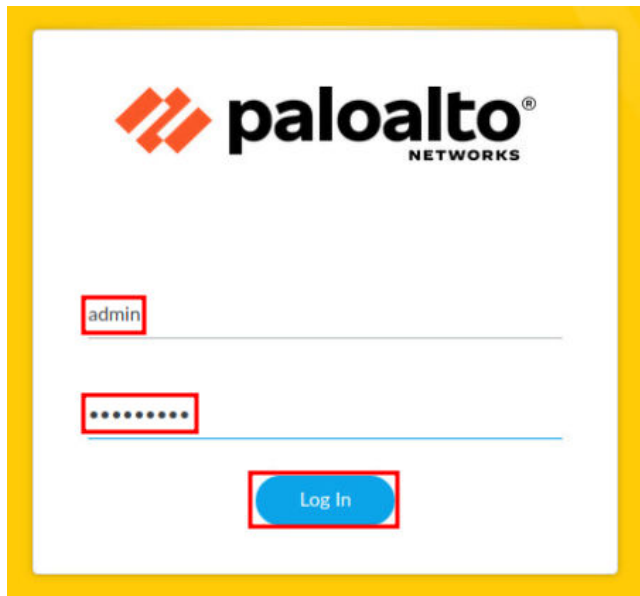 paloalto®
NETWORKS
admin
•••••••••
Log In